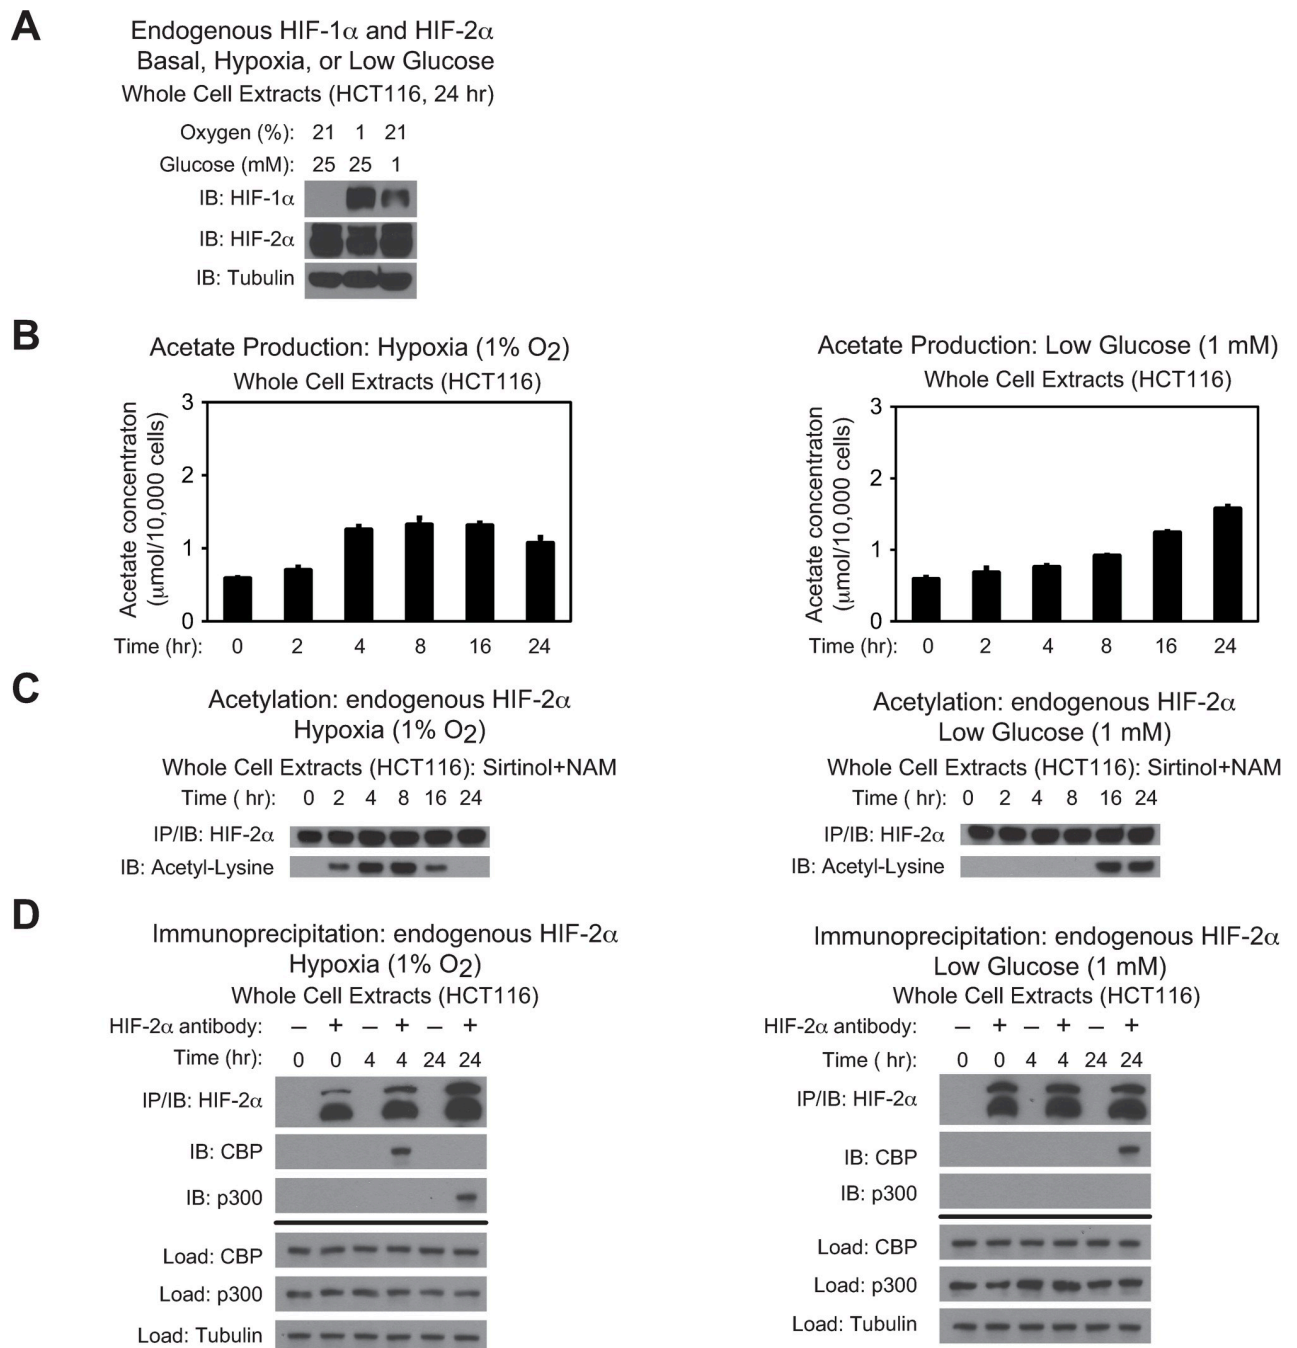 A
Endogenous HIF-1α and HIF-2α
Basal, Hypoxia, or Low Glucose
Whole Cell Extracts (HCT116, 24 hr)
Oxygen (%): 21 1 21
Glucose (mM): 25 25 1
IB: HIF-1α
IB: HIF-2α
IB: Tubulin
B
Acetate Production: Hypoxia (1% O2)
Whole Cell Extracts (HCT116)
Acetate concentraton
(μmol/10,000 cells)
3
2
1
0
Time (hr): 0 2 4 8 16 24
Acetate Production: Low Glucose (1 mM)
Whole Cell Extracts (HCT116)
Acetate concentraton
(μmol/10,000 cells)
3
2
1
0
Time (hr): 0 2 4 8 16 24
C
Acetylation: endogenous HIF-2α
Hypoxia (1% O2)
Whole Cell Extracts (HCT116): Sirtinol+NAM
Time ( hr): 0 2 4 8 16 24
IP/IB: HIF-2α
IB: Acetyl-Lysine
Acetylation: endogenous HIF-2α
Low Glucose (1 mM)
Whole Cell Extracts (HCT116): Sirtinol+NAM
Time ( hr): 0 2 4 8 16 24
IP/IB: HIF-2α
IB: Acetyl-Lysine
D
Immunoprecipitation: endogenous HIF-2α
Hypoxia (1% O2)
Whole Cell Extracts (HCT116)
HIF-2α antibody: – + – + – +
Time (hr): 0 0 4 4 24 24
IP/IB: HIF-2α
IB: CBP
IB: p300
Load: CBP
Load: p300
Load: Tubulin
Immunoprecipitation: endogenous HIF-2α
Low Glucose (1 mM)
Whole Cell Extracts (HCT116)
HIF-2α antibody: – + – + – +
Time ( hr): 0 0 4 4 24 24
IP/IB: HIF-2α
IB: CBP
IB: p300
Load: CBP
Load: p300
Load: Tubulin